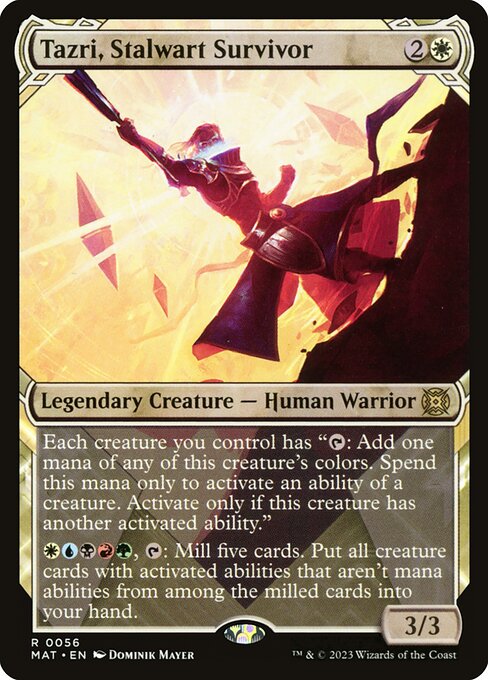 Tazri, Stalwart Survivor 2
Legendary Creature — Human Warrior
Each creature you control has “: Add one
mana of any of this creature's colors. Spend
this mana only to activate an ability of a
creature. Activate only if this creature has
another activated ability.”
, : Mill five cards. Put all creature
cards with activated abilities that aren't mana
abilities from among the milled cards into
your hand.
3/3
R 0056
MAT • EN Dominik Mayer
™ & © 2023 Wizards of the Coast